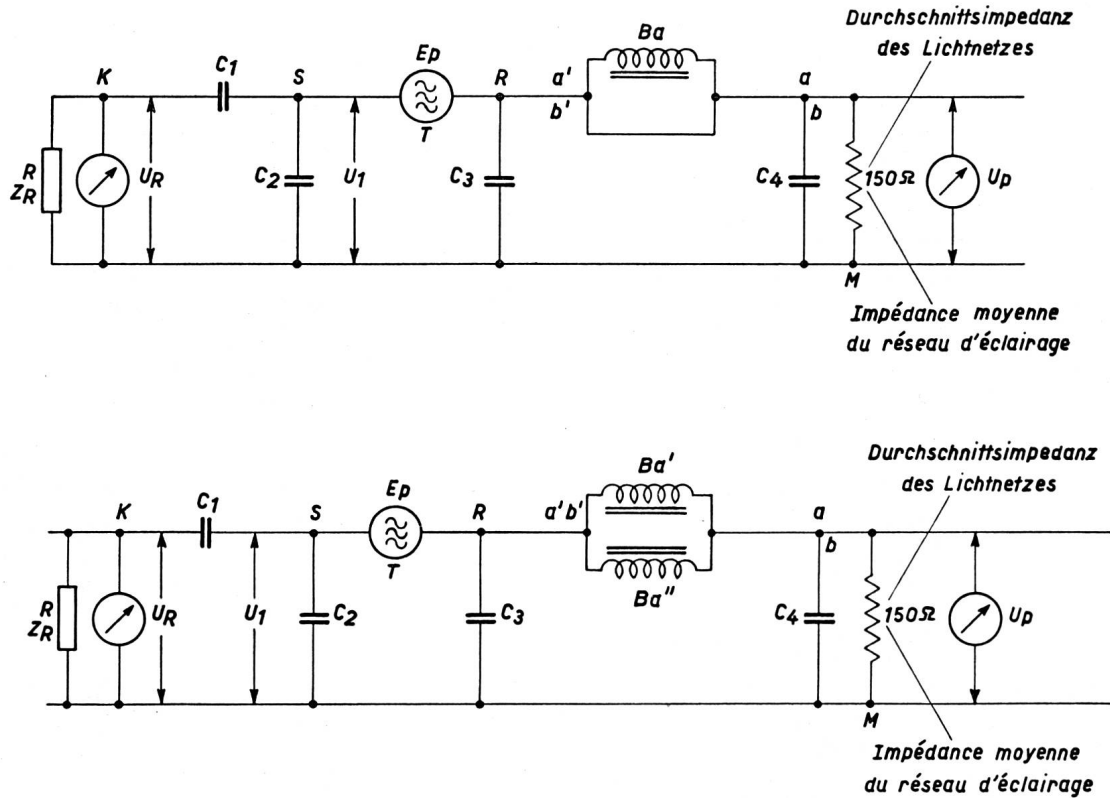 Durchschnittsimpedanz
des Lichtnetzes
Ba
Ep
C1
K
S
R
a'
a
b'
b
T
R
ZR
UR
C2
U1
C3
C4
150Ω
Up
M
Impédance moyenne
du réseau d'éclairage
Durchschnittsimpedanz
des Lichtnetzes
Ba'
Ep
C1
K
S
R
a' b'
a
b
T
Ba"
R
ZR
UR
U1
C2
C3
C4
150Ω
Up
M
Impédance moyenne
du réseau d'éclairage